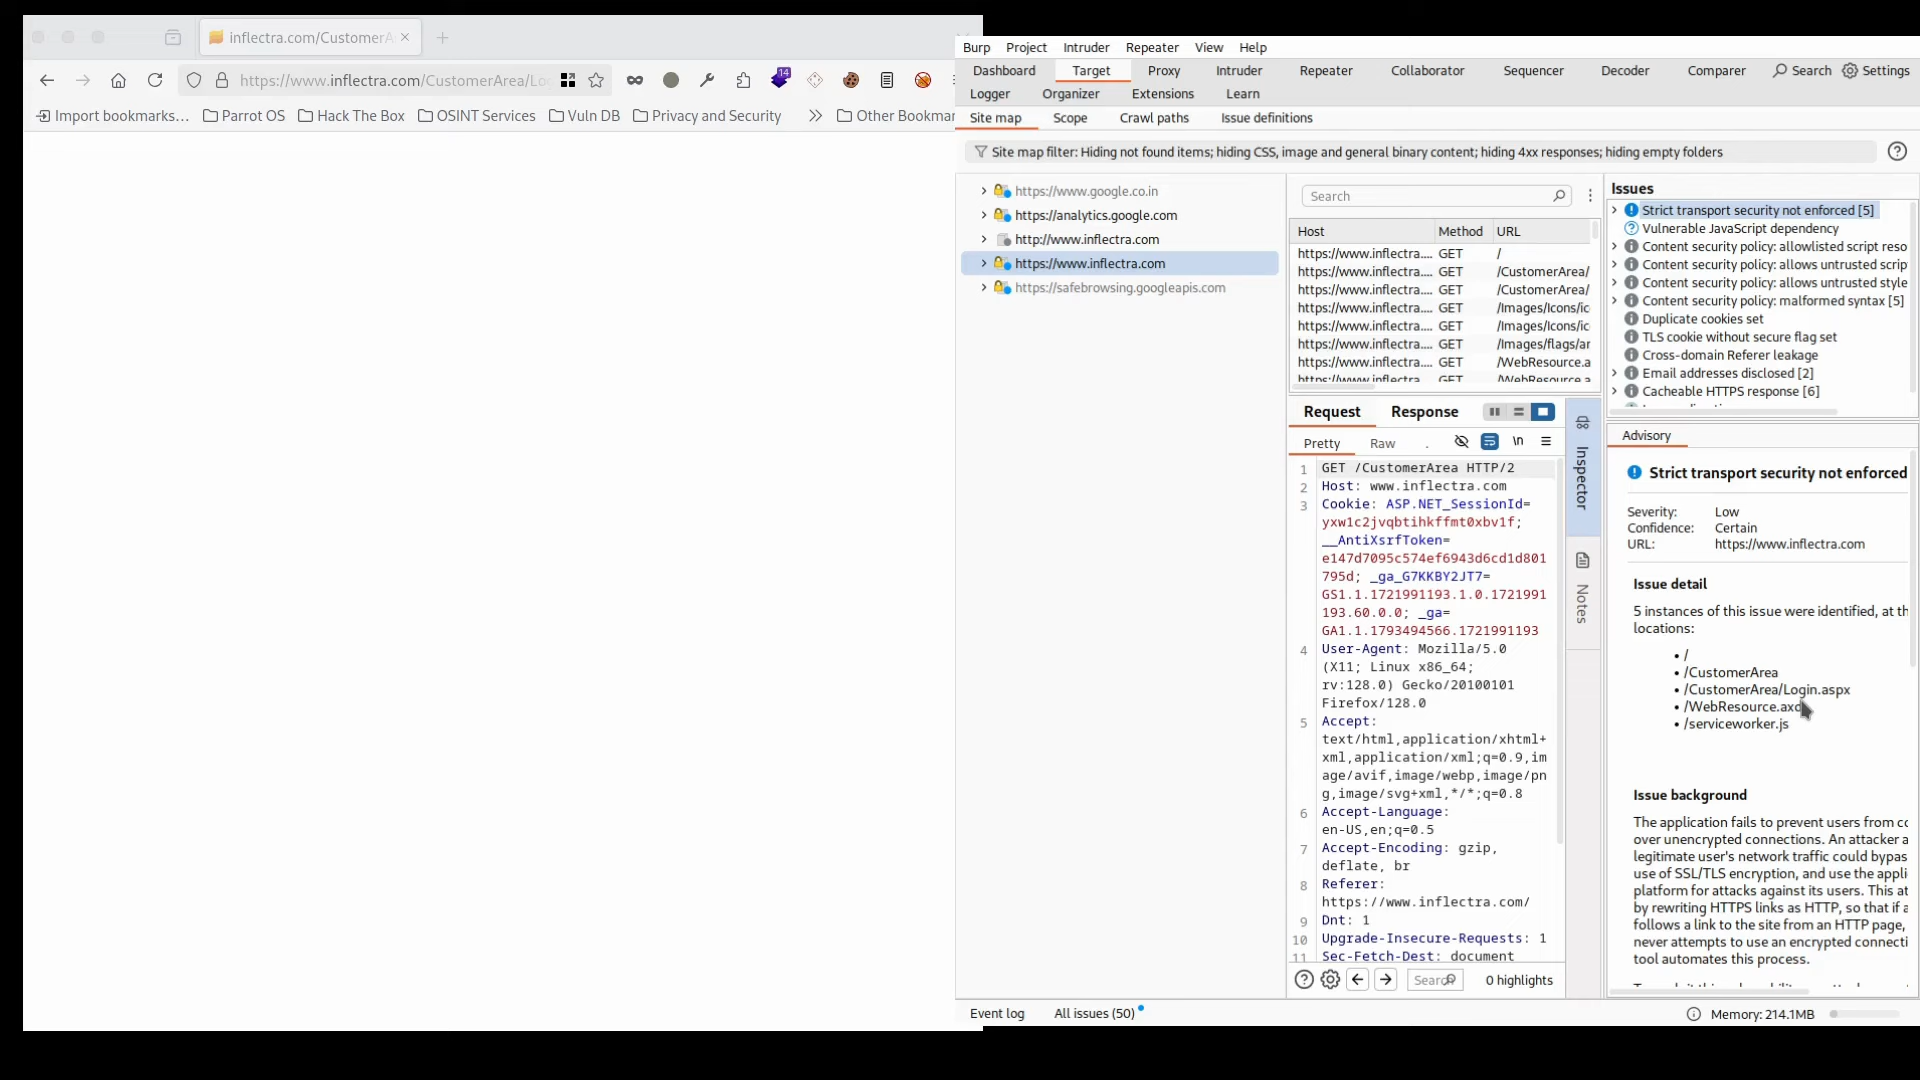 inflectra.com/CustomerA
https://www.inflectra.com/CustomerArea/Lo
14
Import bookmarks...
Parrot OS
Hack The Box
OSINT Services
Vuln DB
Privacy and Security
Other Bookmar
Burp Project Intruder Repeater View Help
Dashboard Target Proxy Intruder Repeater Collaborator Sequencer Decoder Comparer Search Settings
Logger Organizer Extensions Learn
Site map Scope Crawl paths Issue definitions
Site map filter: Hiding not found items; hiding CSS, image and general binary content; hiding 4xx responses; hiding empty folders
https://www.google.co.in
https://analytics.google.com
http://www.inflectra.com
https://www.inflectra.com
https://safebrowsing.googleapis.com
Search
Host Method URL
https://www.inflectra.... GET /
https://www.inflectra.... GET /CustomerArea/
https://www.inflectra.... GET /CustomerArea/
https://www.inflectra.... GET /Images/Icons/ic
https://www.inflectra.... GET /Images/Icons/ic
https://www.inflectra.... GET /Images/flags/ar
https://www.inflectra.... GET /WebResource.a
https://www.inflectra.... GET /WebResource.a
Request Response
Pretty Raw . \n
1 GET /CustomerArea HTTP/2
2 Host: www.inflectra.com
3 Cookie: ASP.NET_SessionId=
yxw1c2jvqbtihkffmt0xbv1f;
__AntiXsrfToken=
e147d7095c574ef6943d6cd1d801
795d; _ga_G7KKBY2JT7=
GS1.1.1721991193.1.0.1721991
193.60.0.0; _ga=
GA1.1.1793494566.1721991193
4 User-Agent: Mozilla/5.0
(X11; Linux x86_64;
rv:128.0) Gecko/20100101
Firefox/128.0
5 Accept:
text/html,application/xhtml+
xml,application/xml;q=0.9,im
age/avif,image/webp,image/pn
g,image/svg+xml,*/*;q=0.8
6 Accept-Language:
en-US,en;q=0.5
7 Accept-Encoding: gzip,
deflate, br
8 Referer:
https://www.inflectra.com/
9 Dnt: 1
10 Upgrade-Insecure-Requests: 1
11 Sec-Fetch-Dest: document
Search
0 highlights
Inspector
Notes
Issues
Strict transport security not enforced [5]
Vulnerable JavaScript dependency
Content security policy: allowlisted script reso
Content security policy: allows untrusted scrip
Content security policy: allows untrusted style
Content security policy: malformed syntax [5]
Duplicate cookies set
TLS cookie without secure flag set
Cross-domain Referer leakage
Email addresses disclosed [2]
Cacheable HTTPS response [6]
Advisory
Strict transport security not enforced
Severity: Low
Confidence: Certain
URL: https://www.inflectra.com
Issue detail
5 instances of this issue were identified, at th
locations:
• /
• /CustomerArea
• /CustomerArea/Login.aspx
• /WebResource.axd
• /serviceworker.js
Issue background
The application fails to prevent users from co
over unencrypted connections. An attacker a
legitimate user's network traffic could bypas
use of SSL/TLS encryption, and use the appli
platform for attacks against its users. This at
by rewriting HTTPS links as HTTP, so that if a
follows a link to the site from an HTTP page,
never attempts to use an encrypted connecti
tool automates this process.
Event log
All issues (50)
Memory: 214.1MB